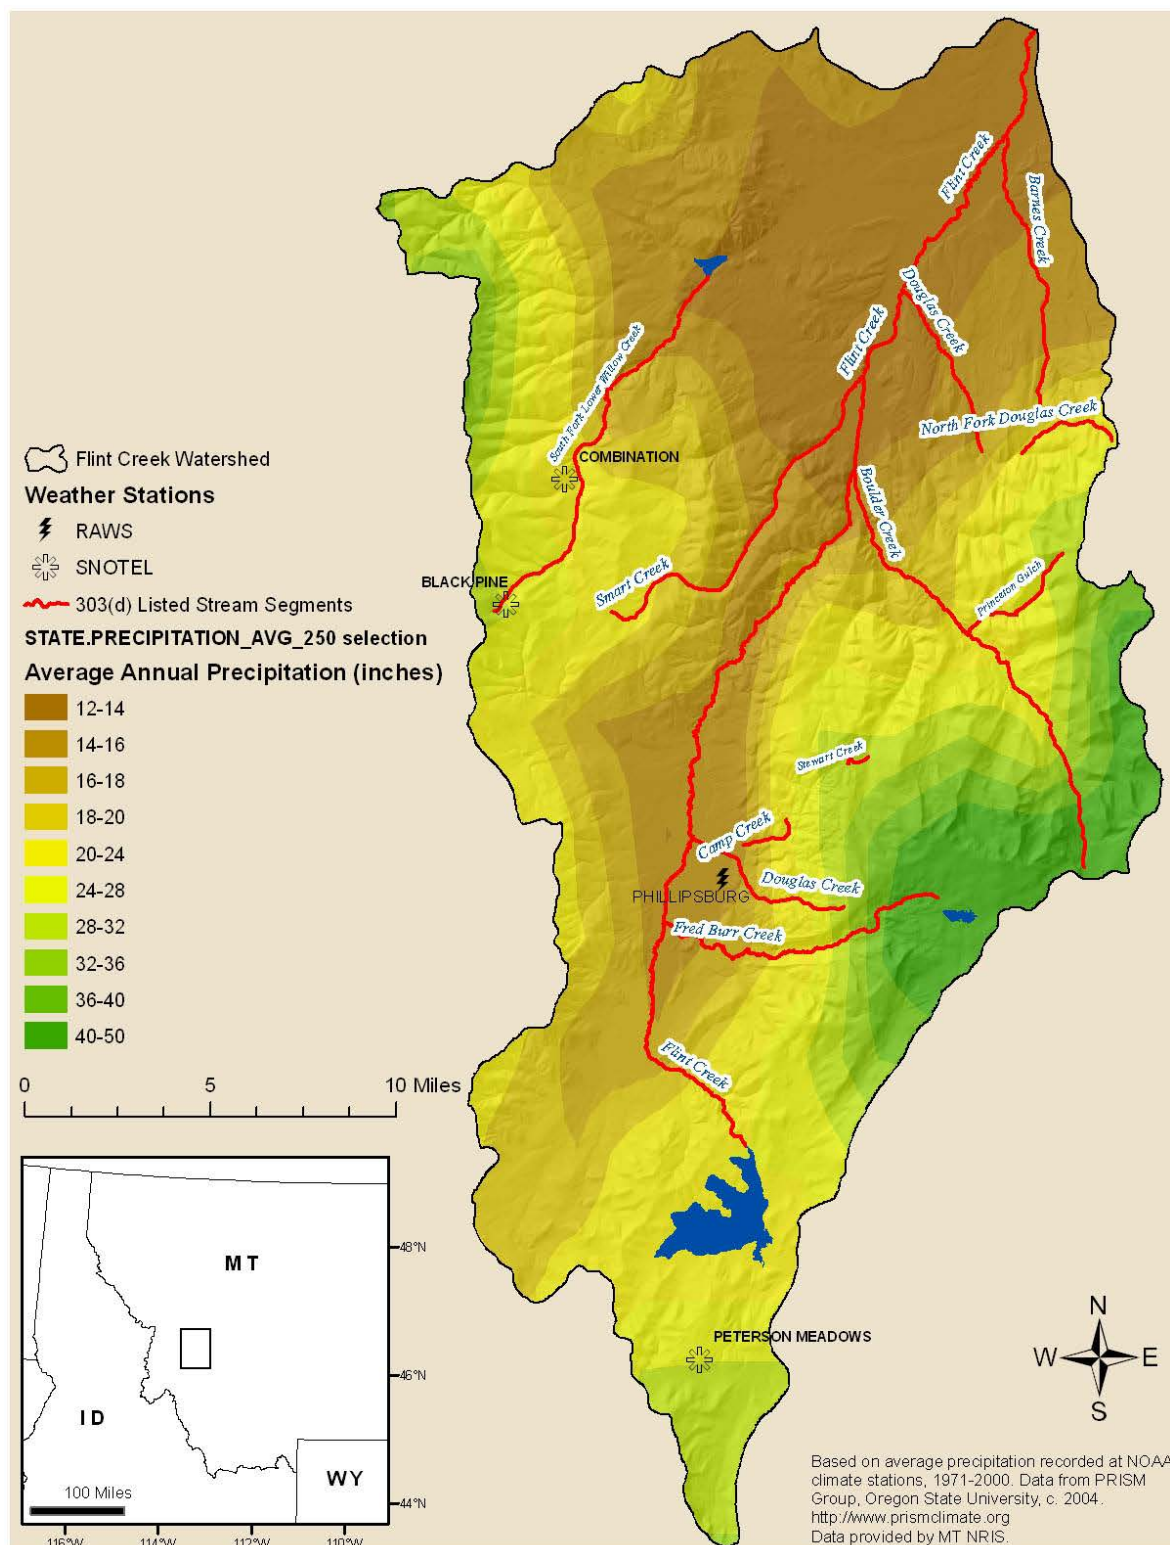 Flint Creek
Barnes Creek
Douglas Creek
Flint Creek
South Fork Lower Willow Creek
North Fork Douglas Creek
COMBINATION
Boulder Creek
BLACK PINE
Smart Creek
Princeton Gulch
Stewart Creek
Camp Creek
Douglas Creek
PHILLIPSBURG
Fred Burr Creek
Flint Creek
PETERSON MEADOWS
Flint Creek Watershed
Weather Stations
RAWS
SNOTEL
303(d) Listed Stream Segments
STATE.PRECIPITATION_AVG_250 selection
Average Annual Precipitation (inches)
12-14
14-16
16-18
18-20
20-24
24-28
28-32
32-36
36-40
40-50
0 5 10 Miles
MT
ID
WY
100 Miles
48°N
46°N
44°N
116°W 114°W 112°W 110°W
N
W E
S
Based on average precipitation recorded at NOAA
climate stations, 1971-2000. Data from PRISM
Group, Oregon State University, c. 2004.
http://www.prismclimate.org
Data provided by MT NRIS.